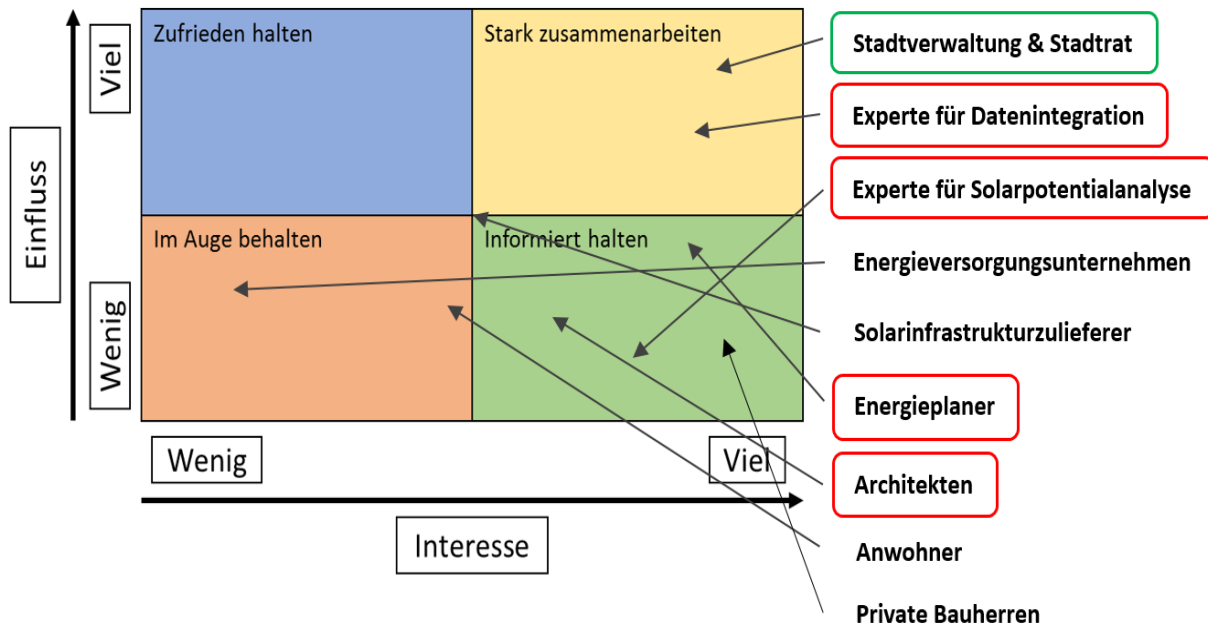 Zufrieden halten
Stark zusammenarbeiten
Stadtverwaltung & Stadtrat
Viel
Experte für Datenintegration
Einfluss
Experte für Solarpotentialanalyse
Im Auge behalten
Informiert halten
Energieversorgungsunternehmen
Wenig
Solarinfrastrukturzulieferer
Energieplaner
Wenig
Viel
Architekten
Interesse
Anwohner
Private Bauherren